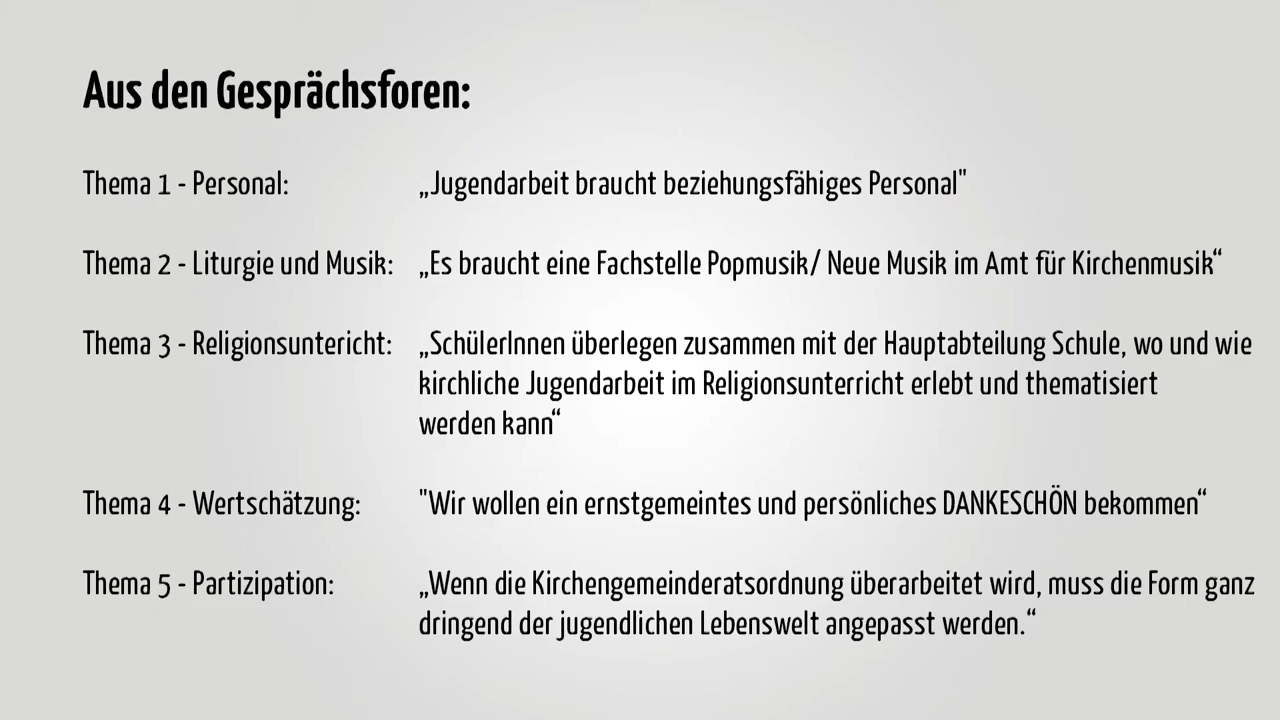 Aus den Gesprächsforen:
Thema 1 - Personal: „Jugendarbeit braucht beziehungsfähiges Personal"
Thema 2 - Liturgie und Musik: „Es braucht eine Fachstelle Popmusik/ Neue Musik im Amt für Kirchenmusik“
Thema 3 - Religionsuntericht: „SchülerInnen überlegen zusammen mit der Hauptabteilung Schule, wo und wie
kirchliche Jugendarbeit im Religionsunterricht erlebt und thematisiert
werden kann“
Thema 4 - Wertschätzung: "Wir wollen ein ernstgemeintes und persönliches DANKESCHÖN bekommen“
Thema 5 - Partizipation: „Wenn die Kirchengemeinderatsordnung überarbeitet wird, muss die Form ganz
dringend der jugendlichen Lebenswelt angepasst werden.“